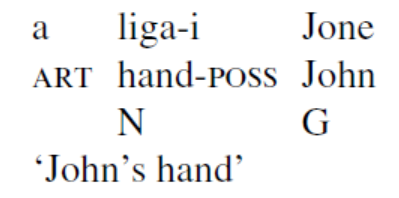 a liga-i Jone
ART hand-POSS John
N G
‘John’s hand’